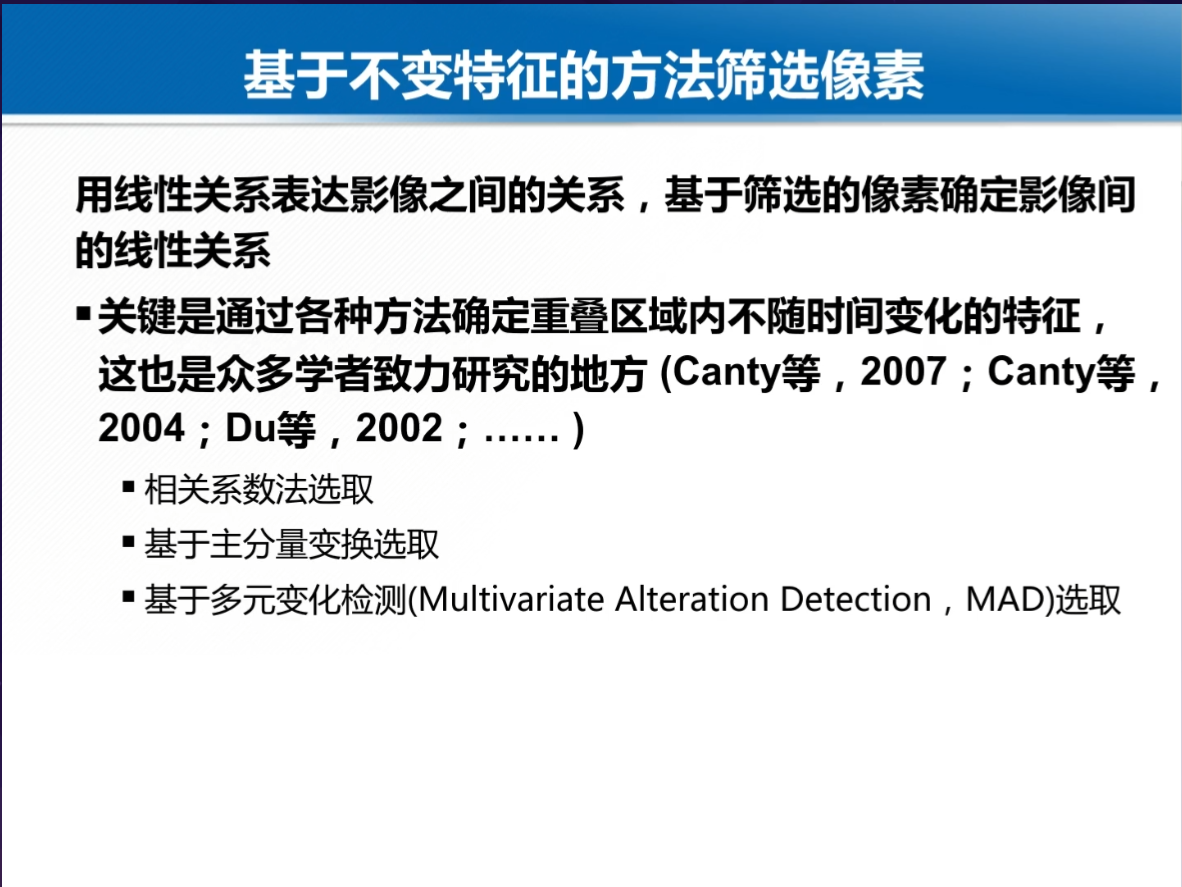 基于不变特征的方法筛选像素
用线性关系表达影像之间的关系，基于筛选的像素确定影像间
的线性关系
▪关键是通过各种方法确定重叠区域内不随时间变化的特征，
这也是众多学者致力研究的地方 (Canty等，2007；Canty等，
2004；Du等，2002；…… )
▪相关系数法选取
▪基于主分量变换选取
▪基于多元变化检测(Multivariate Alteration Detection，MAD)选取